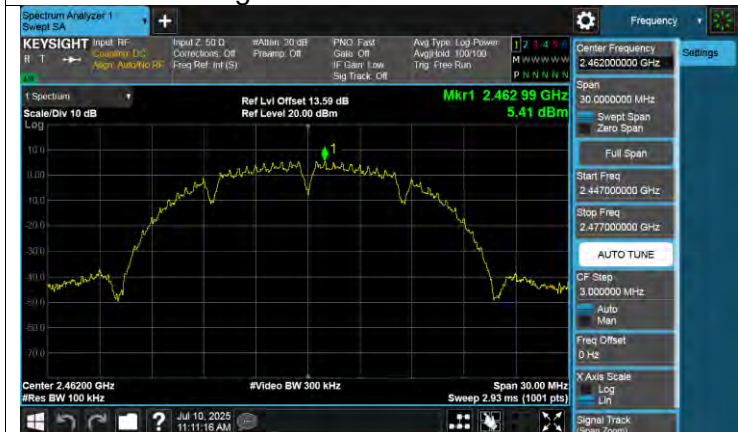 Spectrum Analyzer 1
Swept SA
Frequency
KEYSIGHT
R T
Input: RF
Coupling: DC
Align: Auto/No RF
Input Z: 50 Ω
Corrections: Off
Freq Ref: Int (S)
#Atten: 30 dB
Preamp: Off
PNO: Fast
Gate: Off
IF Gain: Low
Sig Track: Off
Avg Type: Log-Power
Avg|Hold: 100/100
Trig: Free Run
1 2 3 4 5 6
M W W W W W
P N N N N N
1 Spectrum
Scale/Div 10 dB
Log
Ref Lvl Offset 13.59 dB
Ref Level 20.00 dBm
Mkr1 2.462 99 GHz
5.41 dBm
1
10.0
0.00
-10.0
-20.0
-30.0
-40.0
-50.0
-60.0
-70.0
Center 2.46200 GHz
#Res BW 100 kHz
#Video BW 300 kHz
Span 30.00 MHz
Sweep 2.93 ms (1001 pts)
Center Frequency
2.462000000 GHz
Settings
Span
30.0000000 MHz
Swept Span
Zero Span
Full Span
Start Freq
2.447000000 GHz
Stop Freq
2.477000000 GHz
AUTO TUNE
CF Step
3.000000 MHz
Auto
Man
Freq Offset
0 Hz
X Axis Scale
Log
Lin
Signal Track
(Span Zoom)
?
Jul 10, 2025
11:11:16 AM